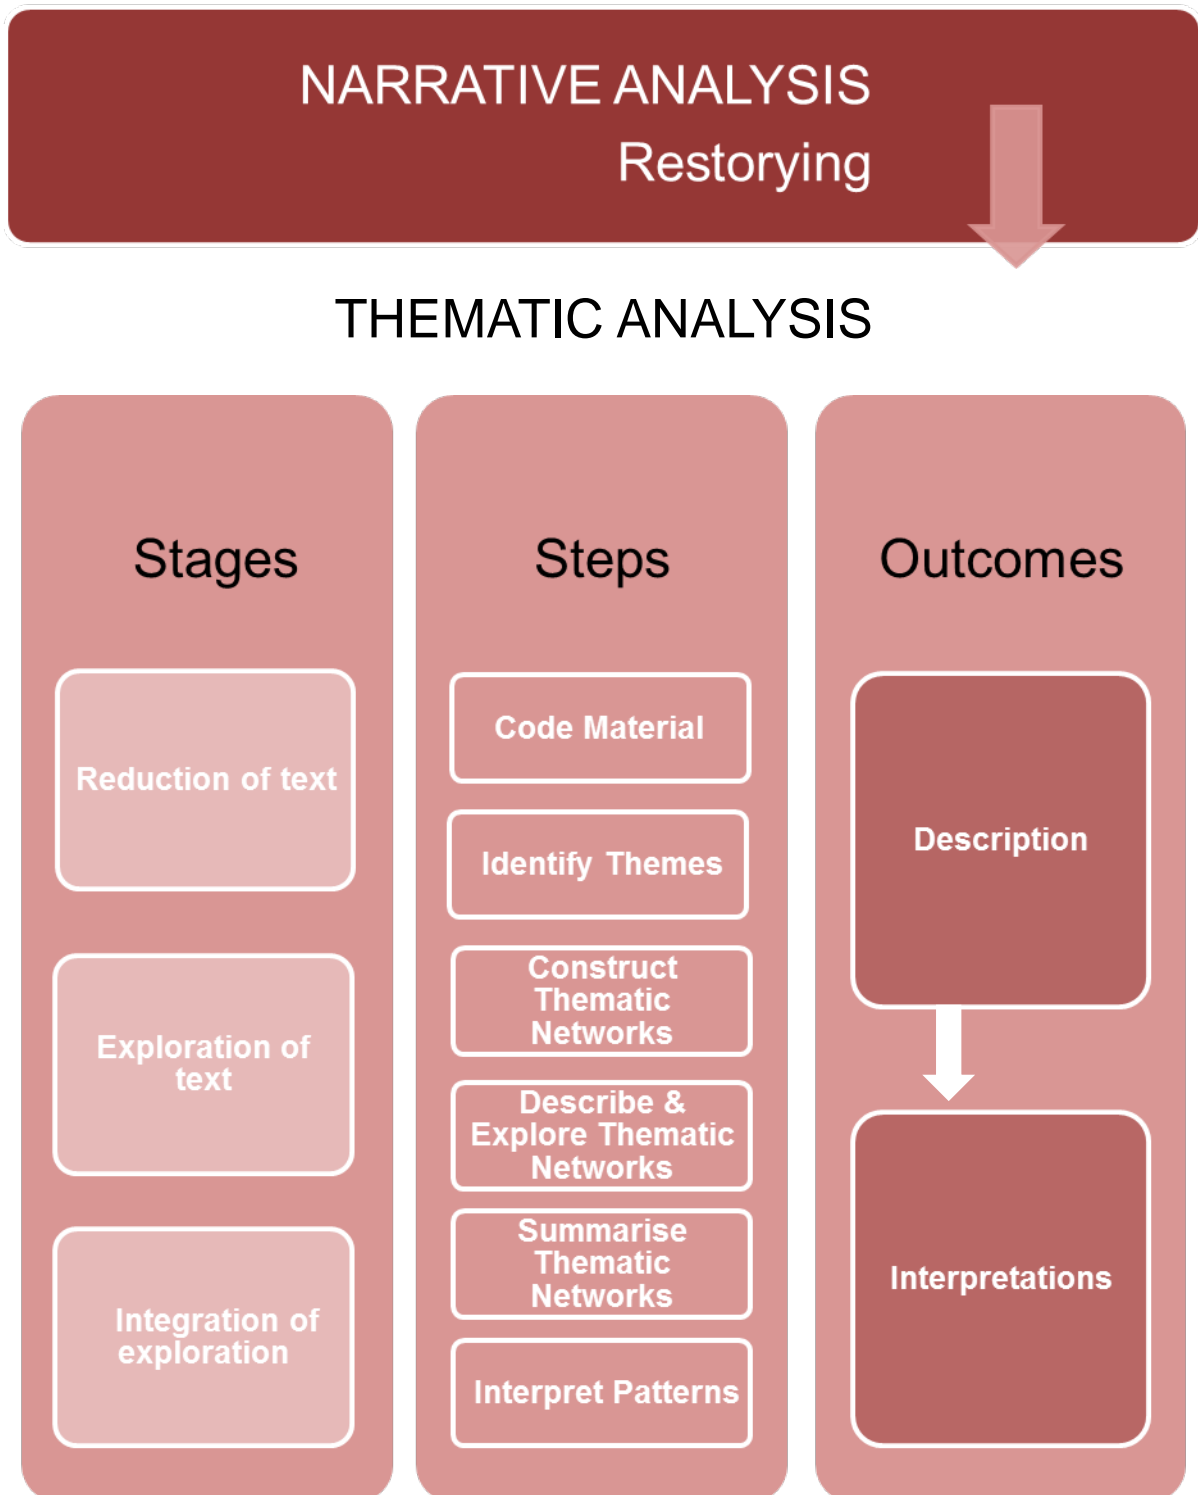 NARRATIVE ANALYSIS
Restorying
THEMATIC ANALYSIS
Stages
Reduction of text
Exploration of
text
Integration of
exploration
Steps
Code Material
Identify Themes
Construct
Thematic
Networks
Describe &
Explore Thematic
Networks
Summarise
Thematic
Networks
Interpret Patterns
Outcomes
Description
Interpretations